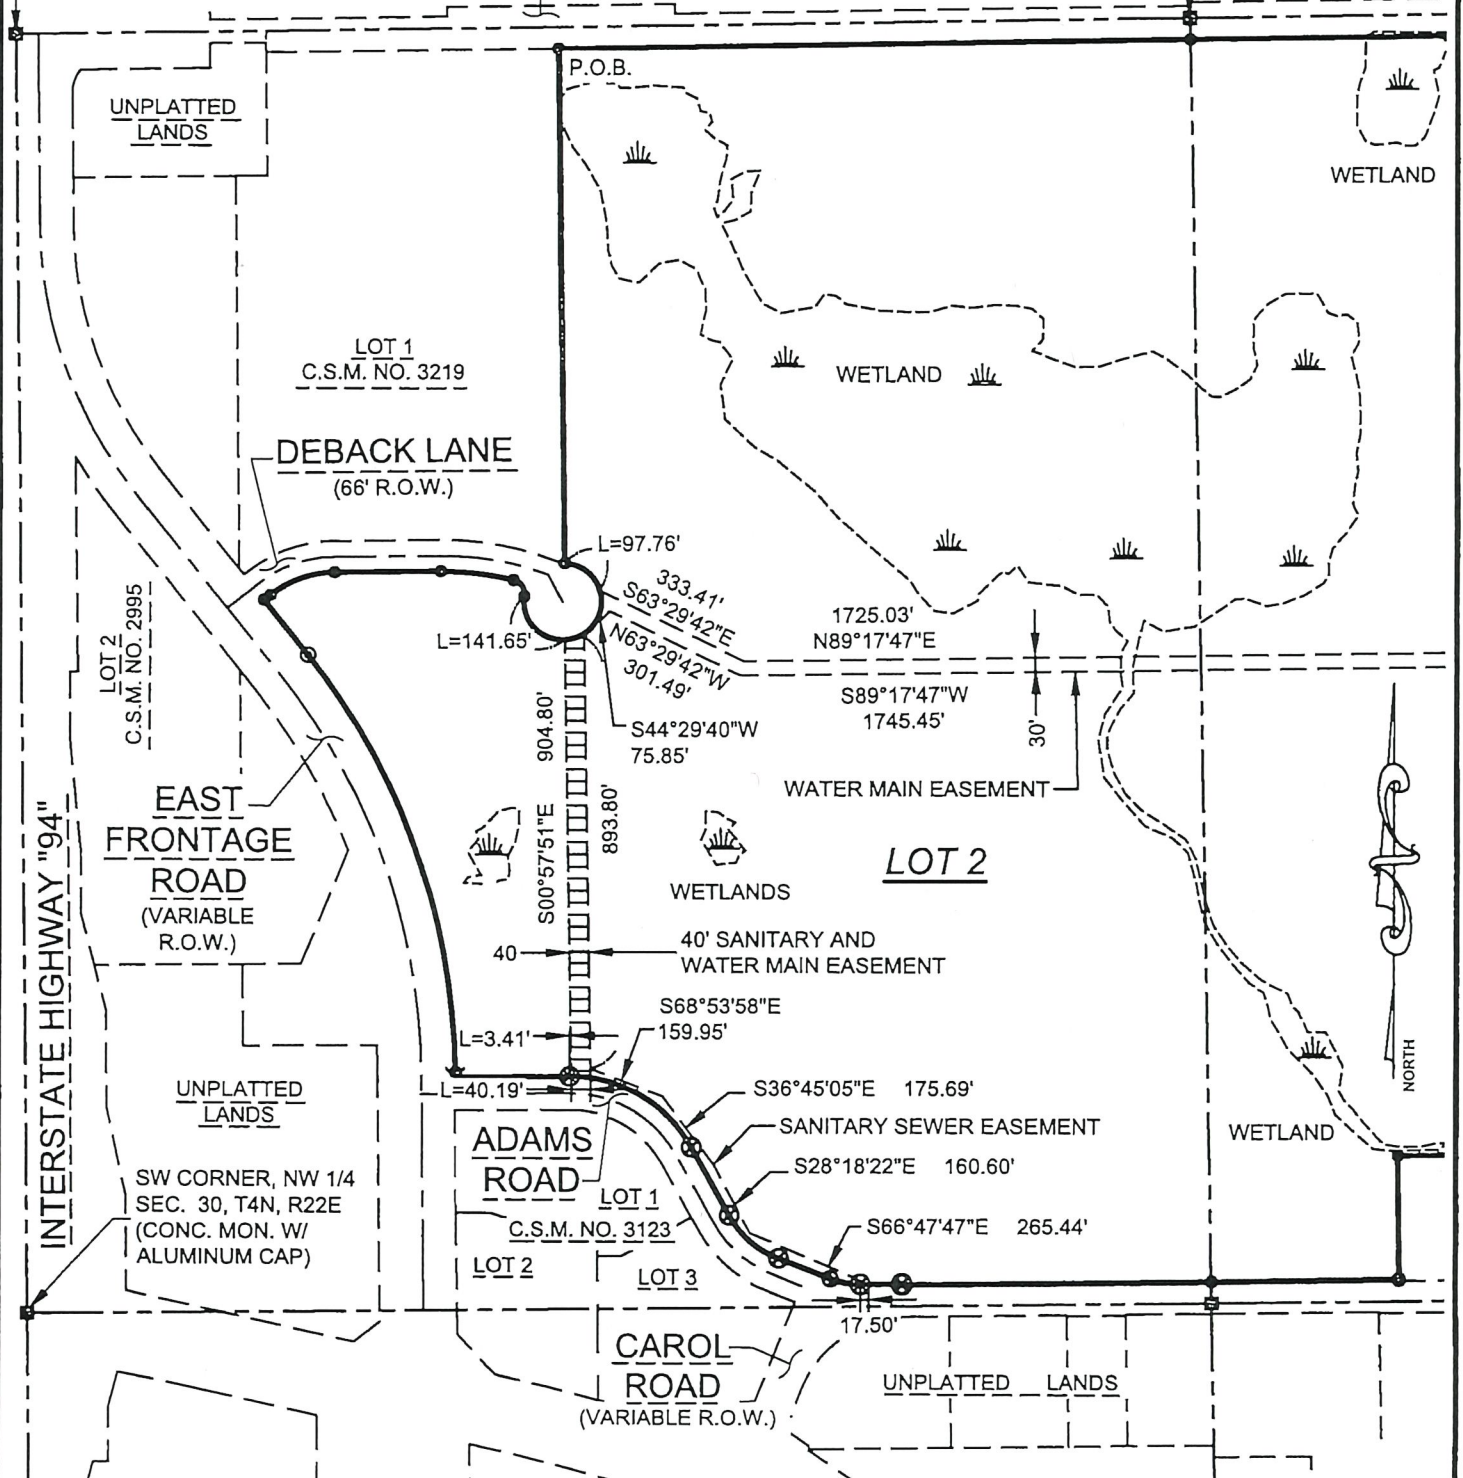 P.O.B.
UNPLATTED
LANDS
WETLAND
LOT 1
C.S.M. NO. 3219
WETLAND
DEBACK LANE
(66' R.O.W.)
L=97.76'
333.41'
S63°29'42"E
1725.03'
N89°17'47"E
LOT 2
C.S.M. NO. 2995
L=141.65'
N63°29'42"W
301.49'
S89°17'47"W
1745.45'
30'
S44°29'40"W
75.85'
904.80'
S00°57'51"E
893.80'
WATER MAIN EASEMENT
EAST
FRONTAGE
ROAD
(VARIABLE
R.O.W.)
LOT 2
WETLANDS
INTERSTATE HIGHWAY "94"
40
40' SANITARY AND
WATER MAIN EASEMENT
S68°53'58"E
159.95'
L=3.41'
NORTH
L=40.19'
S36°45'05"E 175.69'
UNPLATTED
LANDS
SANITARY SEWER EASEMENT
WETLAND
ADAMS
ROAD
S28°18'22"E 160.60'
SW CORNER, NW 1/4
SEC. 30, T4N, R22E
(CONC. MON. W/
ALUMINUM CAP)
LOT 1
C.S.M. NO. 3123
S66°47'47"E 265.44'
LOT 2
LOT 3
17.50'
CAROL
ROAD
(VARIABLE R.O.W.)
UNPLATTED LANDS